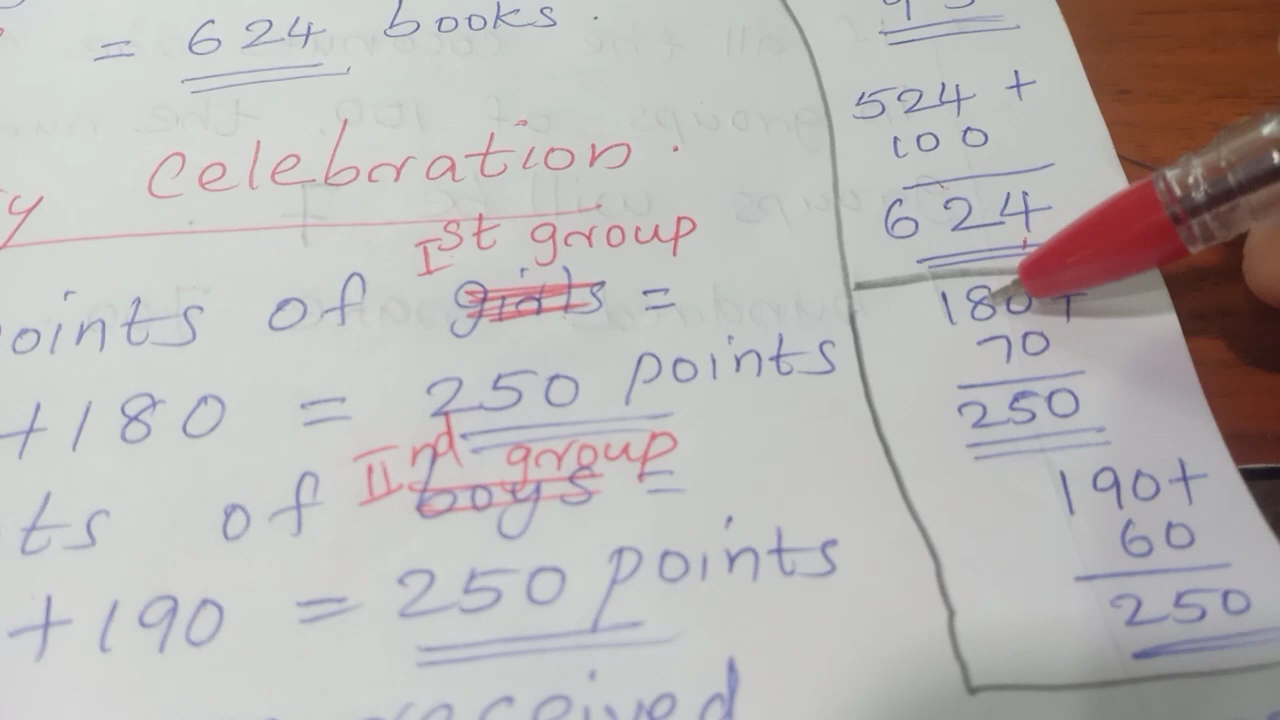 = 624 books.
y celebration.
Ist group
oints of girls =
+180 = 250 points
IInd group
ts of boys =
+190 = 250 points
received
524 +
100
624
180+
70
250
190+
60
250